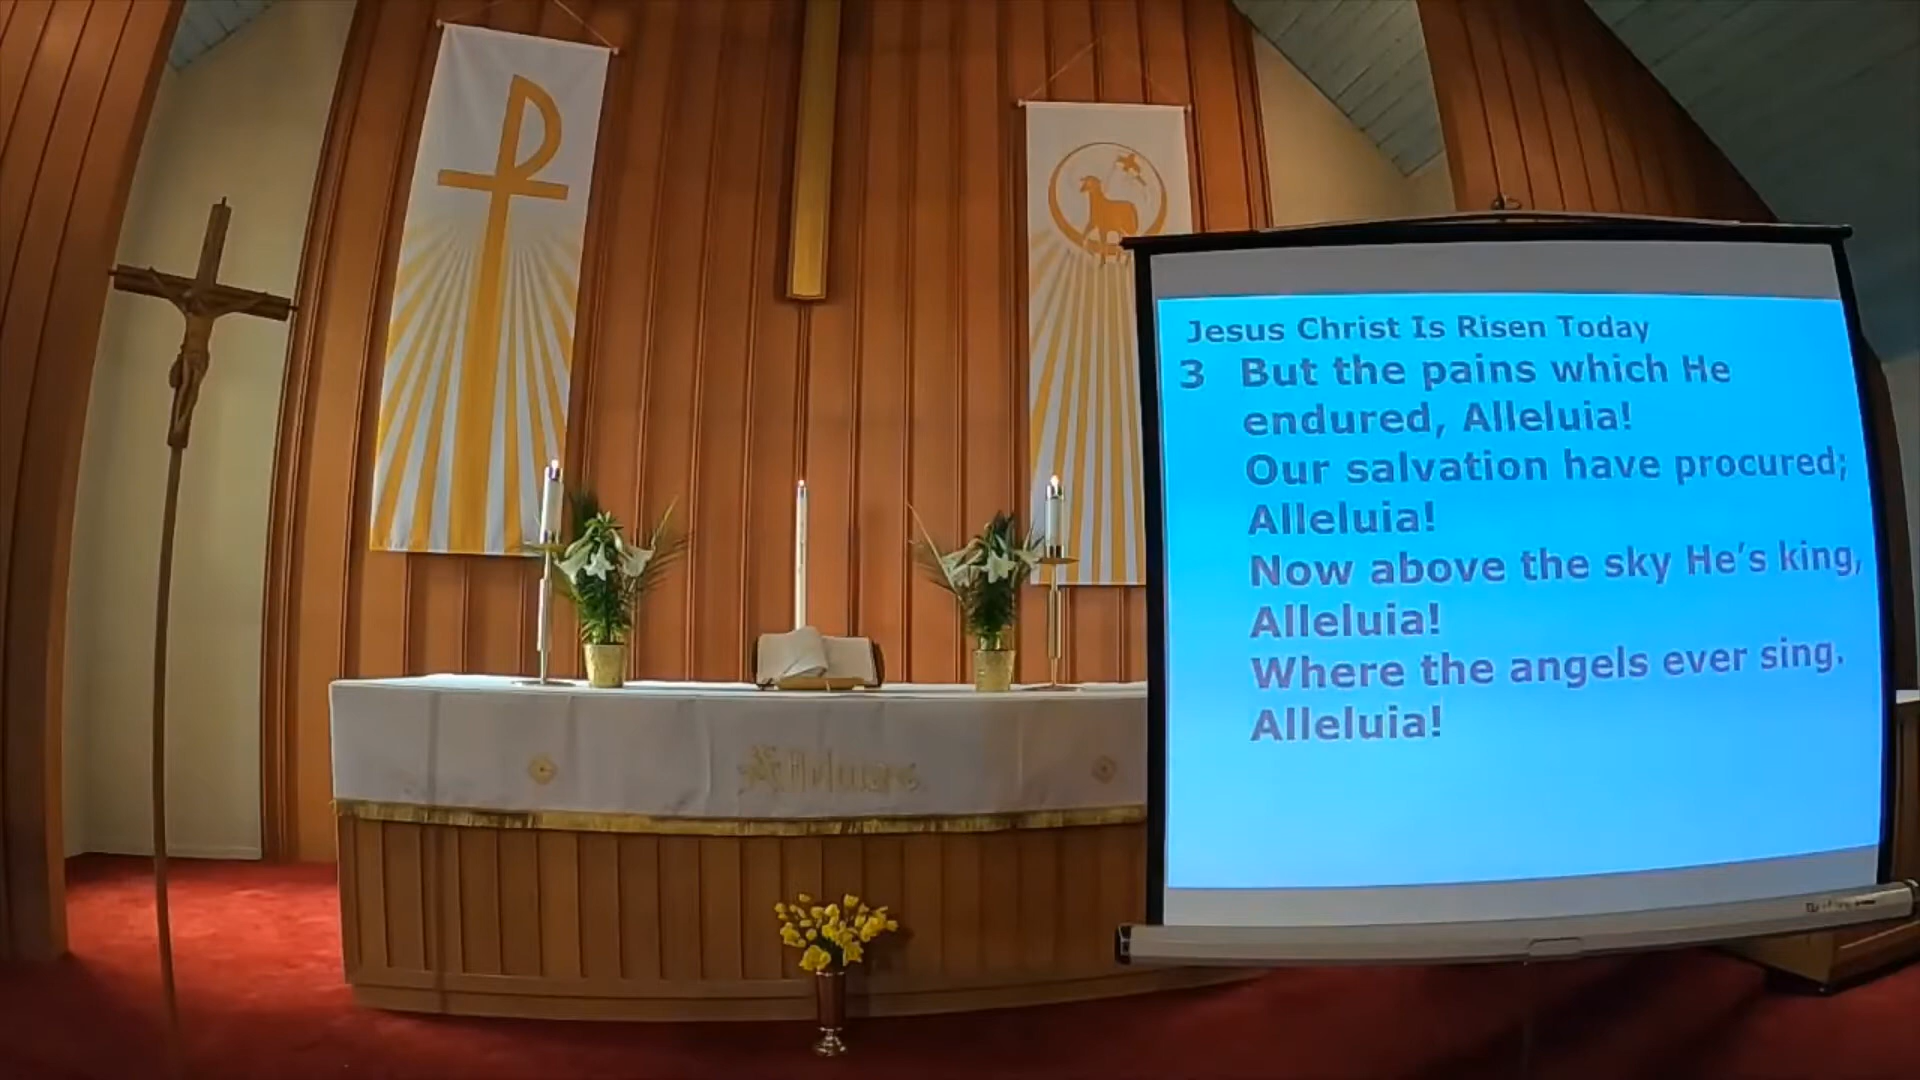 Jesus Christ Is Risen Today
3 But the pains which He
endured, Alleluia!
Our salvation have procured;
Alleluia!
Now above the sky He's king,
Alleluia!
Where the angels ever sing.
Alleluia!
Alleluia